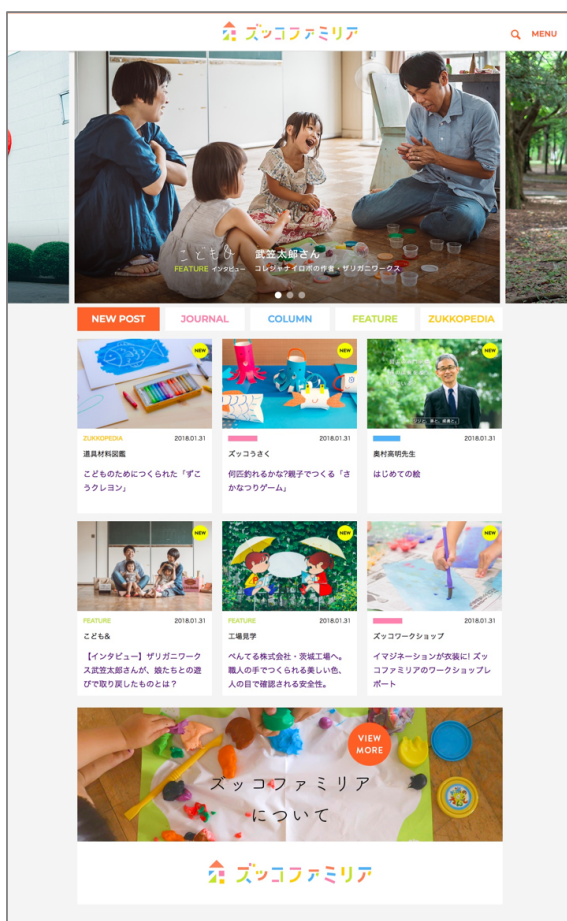 ズッコファミリア
MENU
こども&
武笠太郎さん
FEATURE インタビュー
コレジャナイロボの作者・ザリガニワークス
NEW POST
JOURNAL
COLUMN
FEATURE
ZUKKOPEDIA
NEW
NEW
NEW
ZUKKOPEDIA
2018.01.31
道具材料図鑑
こどものためにつくられた「ずこ
うクレヨン」
2018.01.31
ズッコうさく
何匹釣れるかな?親子でつくる「さ
かなつりゲーム」
2018.01.31
奥村高明先生
はじめての絵
NEW
NEW
NEW
FEATURE
2018.01.31
こども&
【インタビュー】ザリガニワーク
ス武笠太郎さんが、娘たちとの遊
びで取り戻したものとは？
FEATURE
2018.01.31
工場見学
ぺんてる株式会社・茨城工場へ。
職人の手でつくられる美しい色、
人の目で確認される安全性。
2018.01.31
ズッコワークショップ
イマジネーションが衣装に! ズッ
コファミリアのワークショップレ
ポート
VIEW
MORE
ズッコファミリア
について
ズッコファミリア